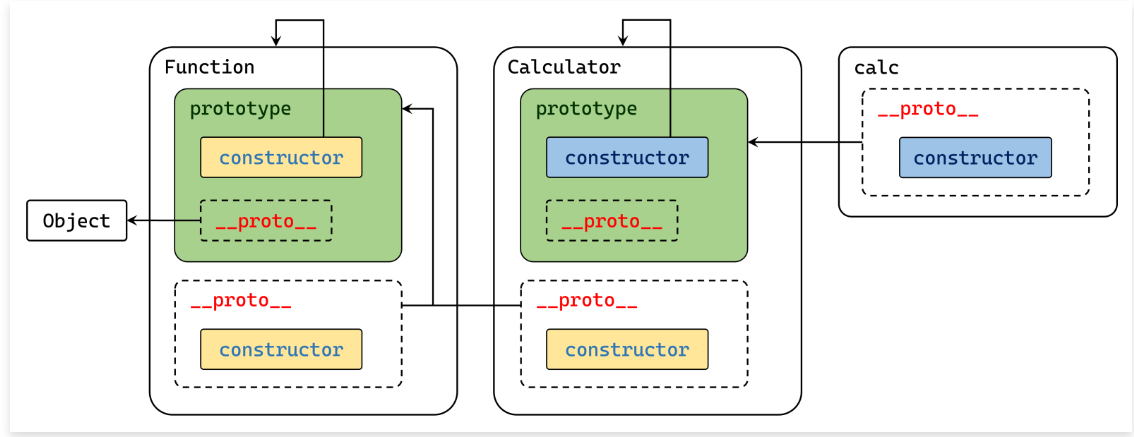 Object
Function
prototype
constructor
__proto__
__proto__
constructor
Calculator
prototype
constructor
__proto__
__proto__
constructor
calc
__proto__
constructor